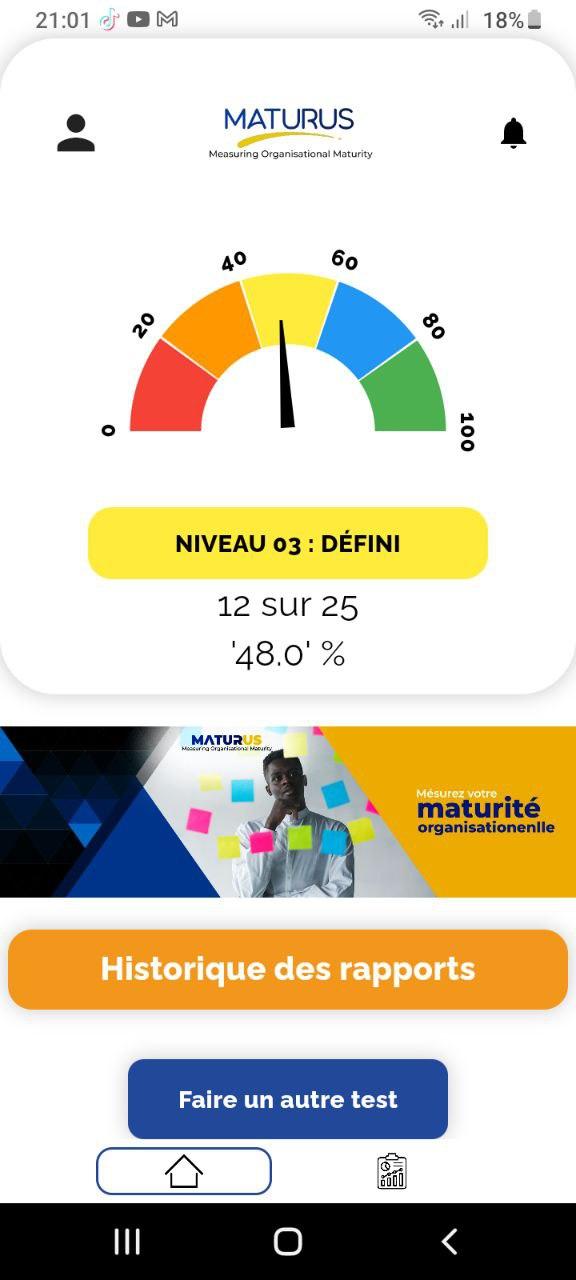 21:01 18%
MATURUS
Measuring Organisational Maturity
40 60
20 80
0 100
NIVEAU 03 : DÉFINI
12 sur 25
'48.0' %
MATURUS
Measuring Organisational Maturity
Mésurez votre
maturité
organisationenlle
Historique des rapports
Faire un autre test